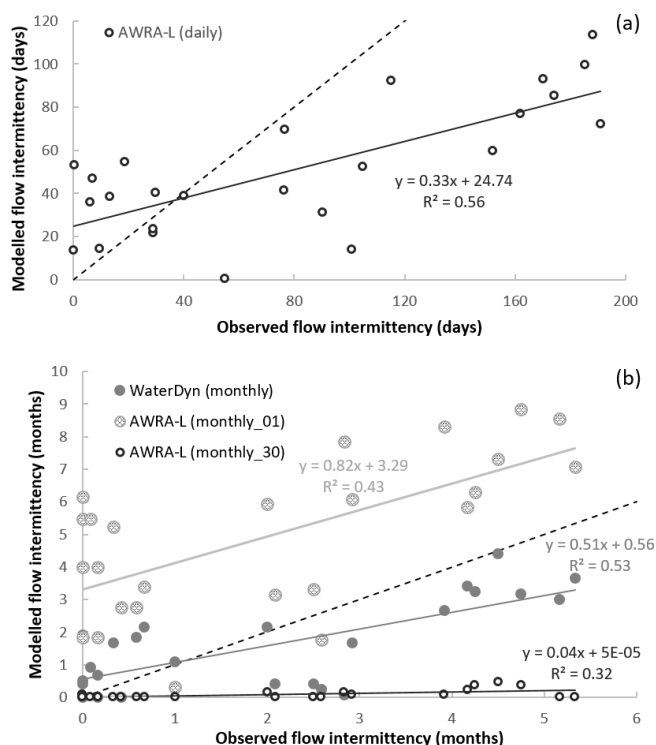 120
(a)
AWRA-L (daily)
100
80
60
y = 0.33x + 24.74
40
R² = 0.56
20
0
0 40 80 120 160 200
Modelled flow intermittency (days)
Observed flow intermittency (days)
10
(b)
WaterDyn (monthly)
9
AWRA-L (monthly_01)
8
AWRA-L (monthly_30)
7
y = 0.82x + 3.29
R² = 0.43
6
5
y = 0.51x + 0.56
R² = 0.53
4
3
2
y = 0.04x + 5E-05
1
R² = 0.32
0
0 1 2 3 4 5 6
Modelled flow intermittency (months)
Observed flow intermittency (months)